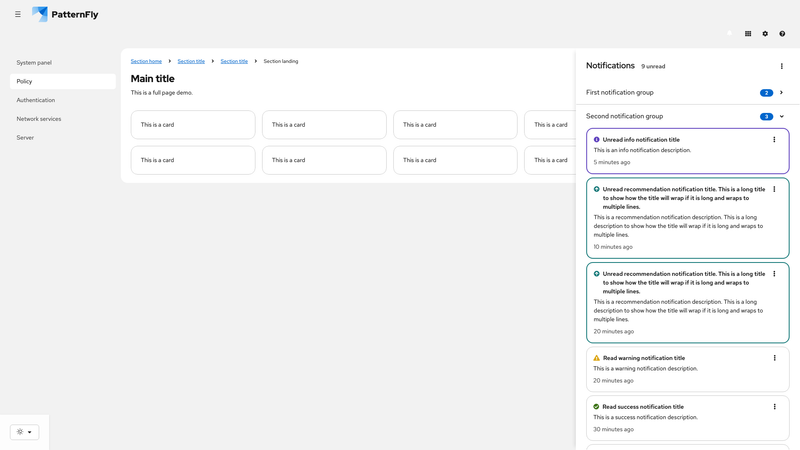 PatternFly
System panel
Policy
Authentication
Network services
Server
Section home
Section title
Section title
Section landing
Main title
This is a full page demo.
This is a card
This is a card
This is a card
This is a card
This is a card
This is a card
This is a card
This is a card
Notifications
9 unread
First notification group
2
Second notification group
3
Unread info notification title
This is an info notification description.
5 minutes ago
Unread recommendation notification title. This is a long title
to show how the title will wrap if it is long and wraps to
multiple lines.
This is a recommendation notification description. This is a long
description to show how the title will wrap if it is long and wraps to
multiple lines.
10 minutes ago
Unread recommendation notification title. This is a long title
to show how the title will wrap if it is long and wraps to
multiple lines.
This is a recommendation notification description. This is a long
description to show how the title will wrap if it is long and wraps to
multiple lines.
20 minutes ago
Read warning notification title
This is a warning notification description.
20 minutes ago
Read success notification title
This is a success notification description.
30 minutes ago